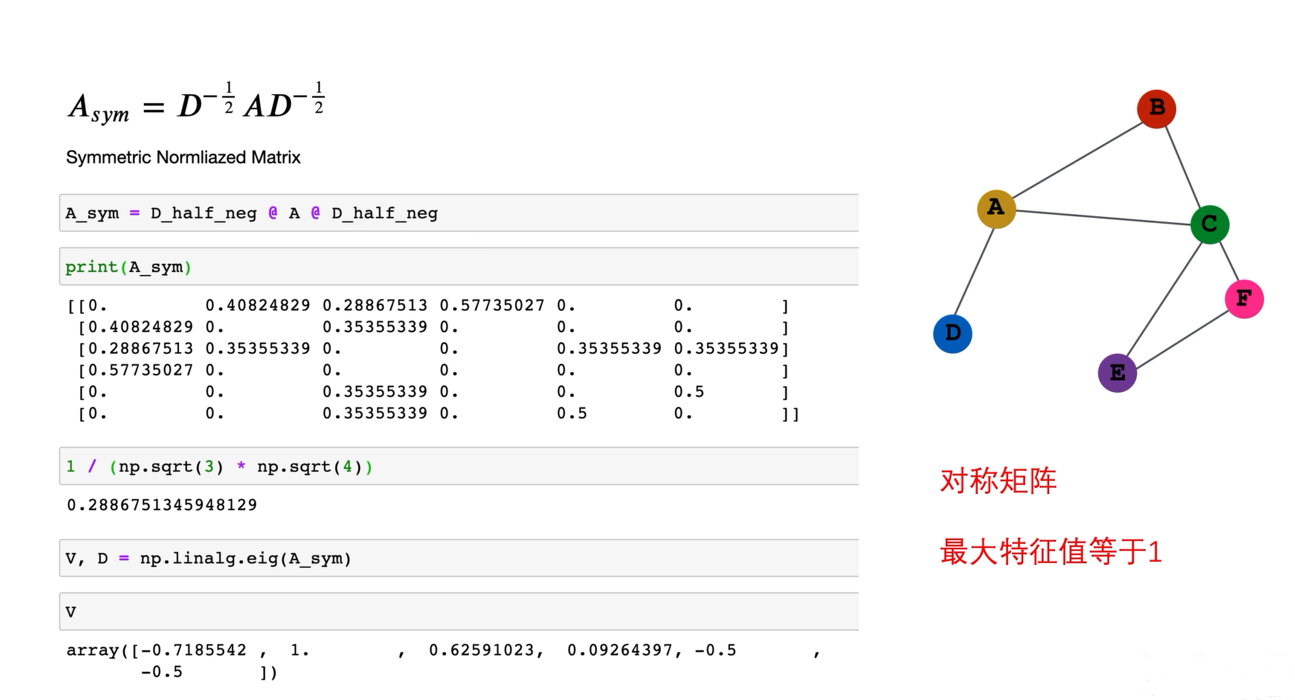 A_{sym} = D^{-\frac{1}{2}} A D^{-\frac{1}{2}}
Symmetric Normliazed Matrix
A_sym = D_half_neg @ A @ D_half_neg
print(A_sym)
[[0.         0.40824829 0.28867513 0.57735027 0.         0.        ]
 [0.40824829 0.         0.35355339 0.         0.         0.        ]
 [0.28867513 0.35355339 0.         0.         0.35355339 0.35355339]
 [0.57735027 0.         0.         0.         0.         0.        ]
 [0.         0.         0.35355339 0.         0.         0.5       ]
 [0.         0.         0.35355339 0.         0.5        0.        ]]
1 / (np.sqrt(3) * np.sqrt(4))
0.2886751345948129
V, D = np.linalg.eig(A_sym)
V
array([-0.7185542 ,  1.        ,  0.62591023,  0.09264397, -0.5       ,
       -0.5       ])
B
A
C
F
D
E
对称矩阵
最大特征值等于1